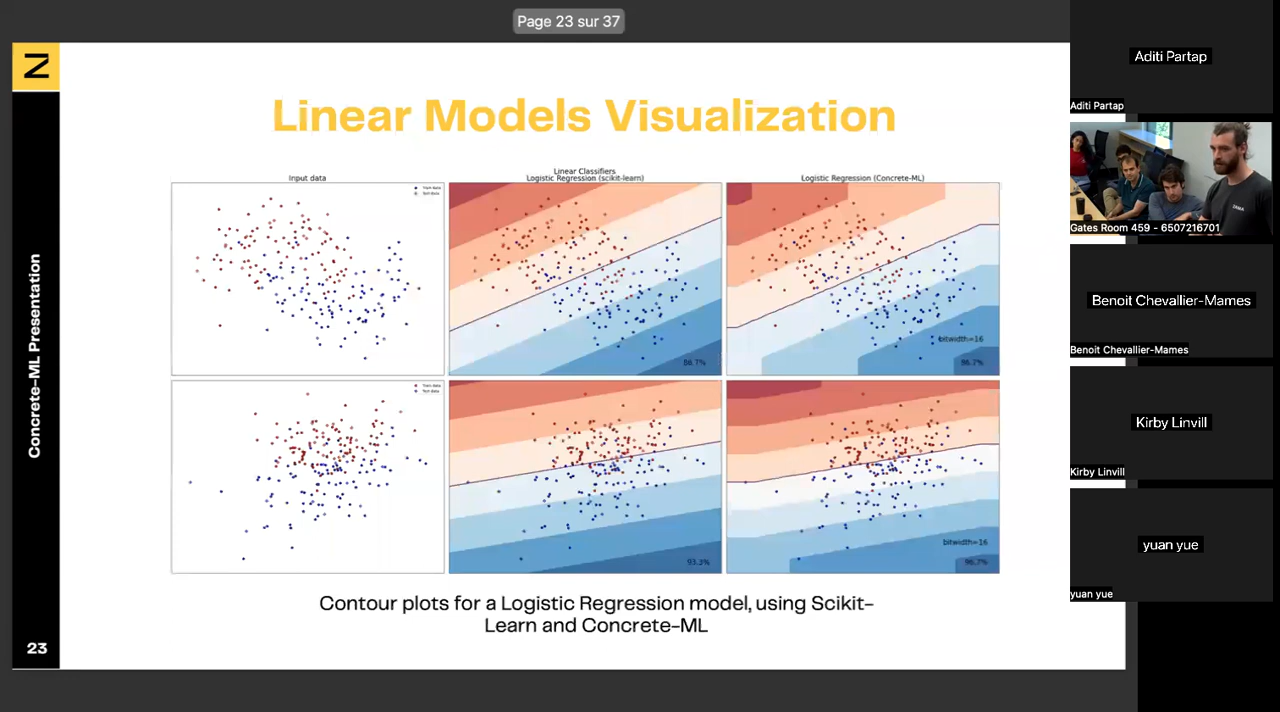 Page 23 sur 37
Concrete-ML Presentation
23
Linear Models Visualization
Input data
Linear Classifiers
Logistic Regression (scikit-learn)
Logistic Regression (Concrete-ML)
Train data
Test data
86.7%
bitwidth=16
96.7%
Train data
Test data
93.3%
bitwidth=16
96.7%
Contour plots for a Logistic Regression model, using Scikit-
Learn and Concrete-ML
Aditi Partap
Aditi Partap
ZAMA
Gates Room 459 - 6507216701
Benoit Chevallier-Mames
Benoit Chevallier-Mames
Kirby Linvill
Kirby Linvill
yuan yue
yuan yue